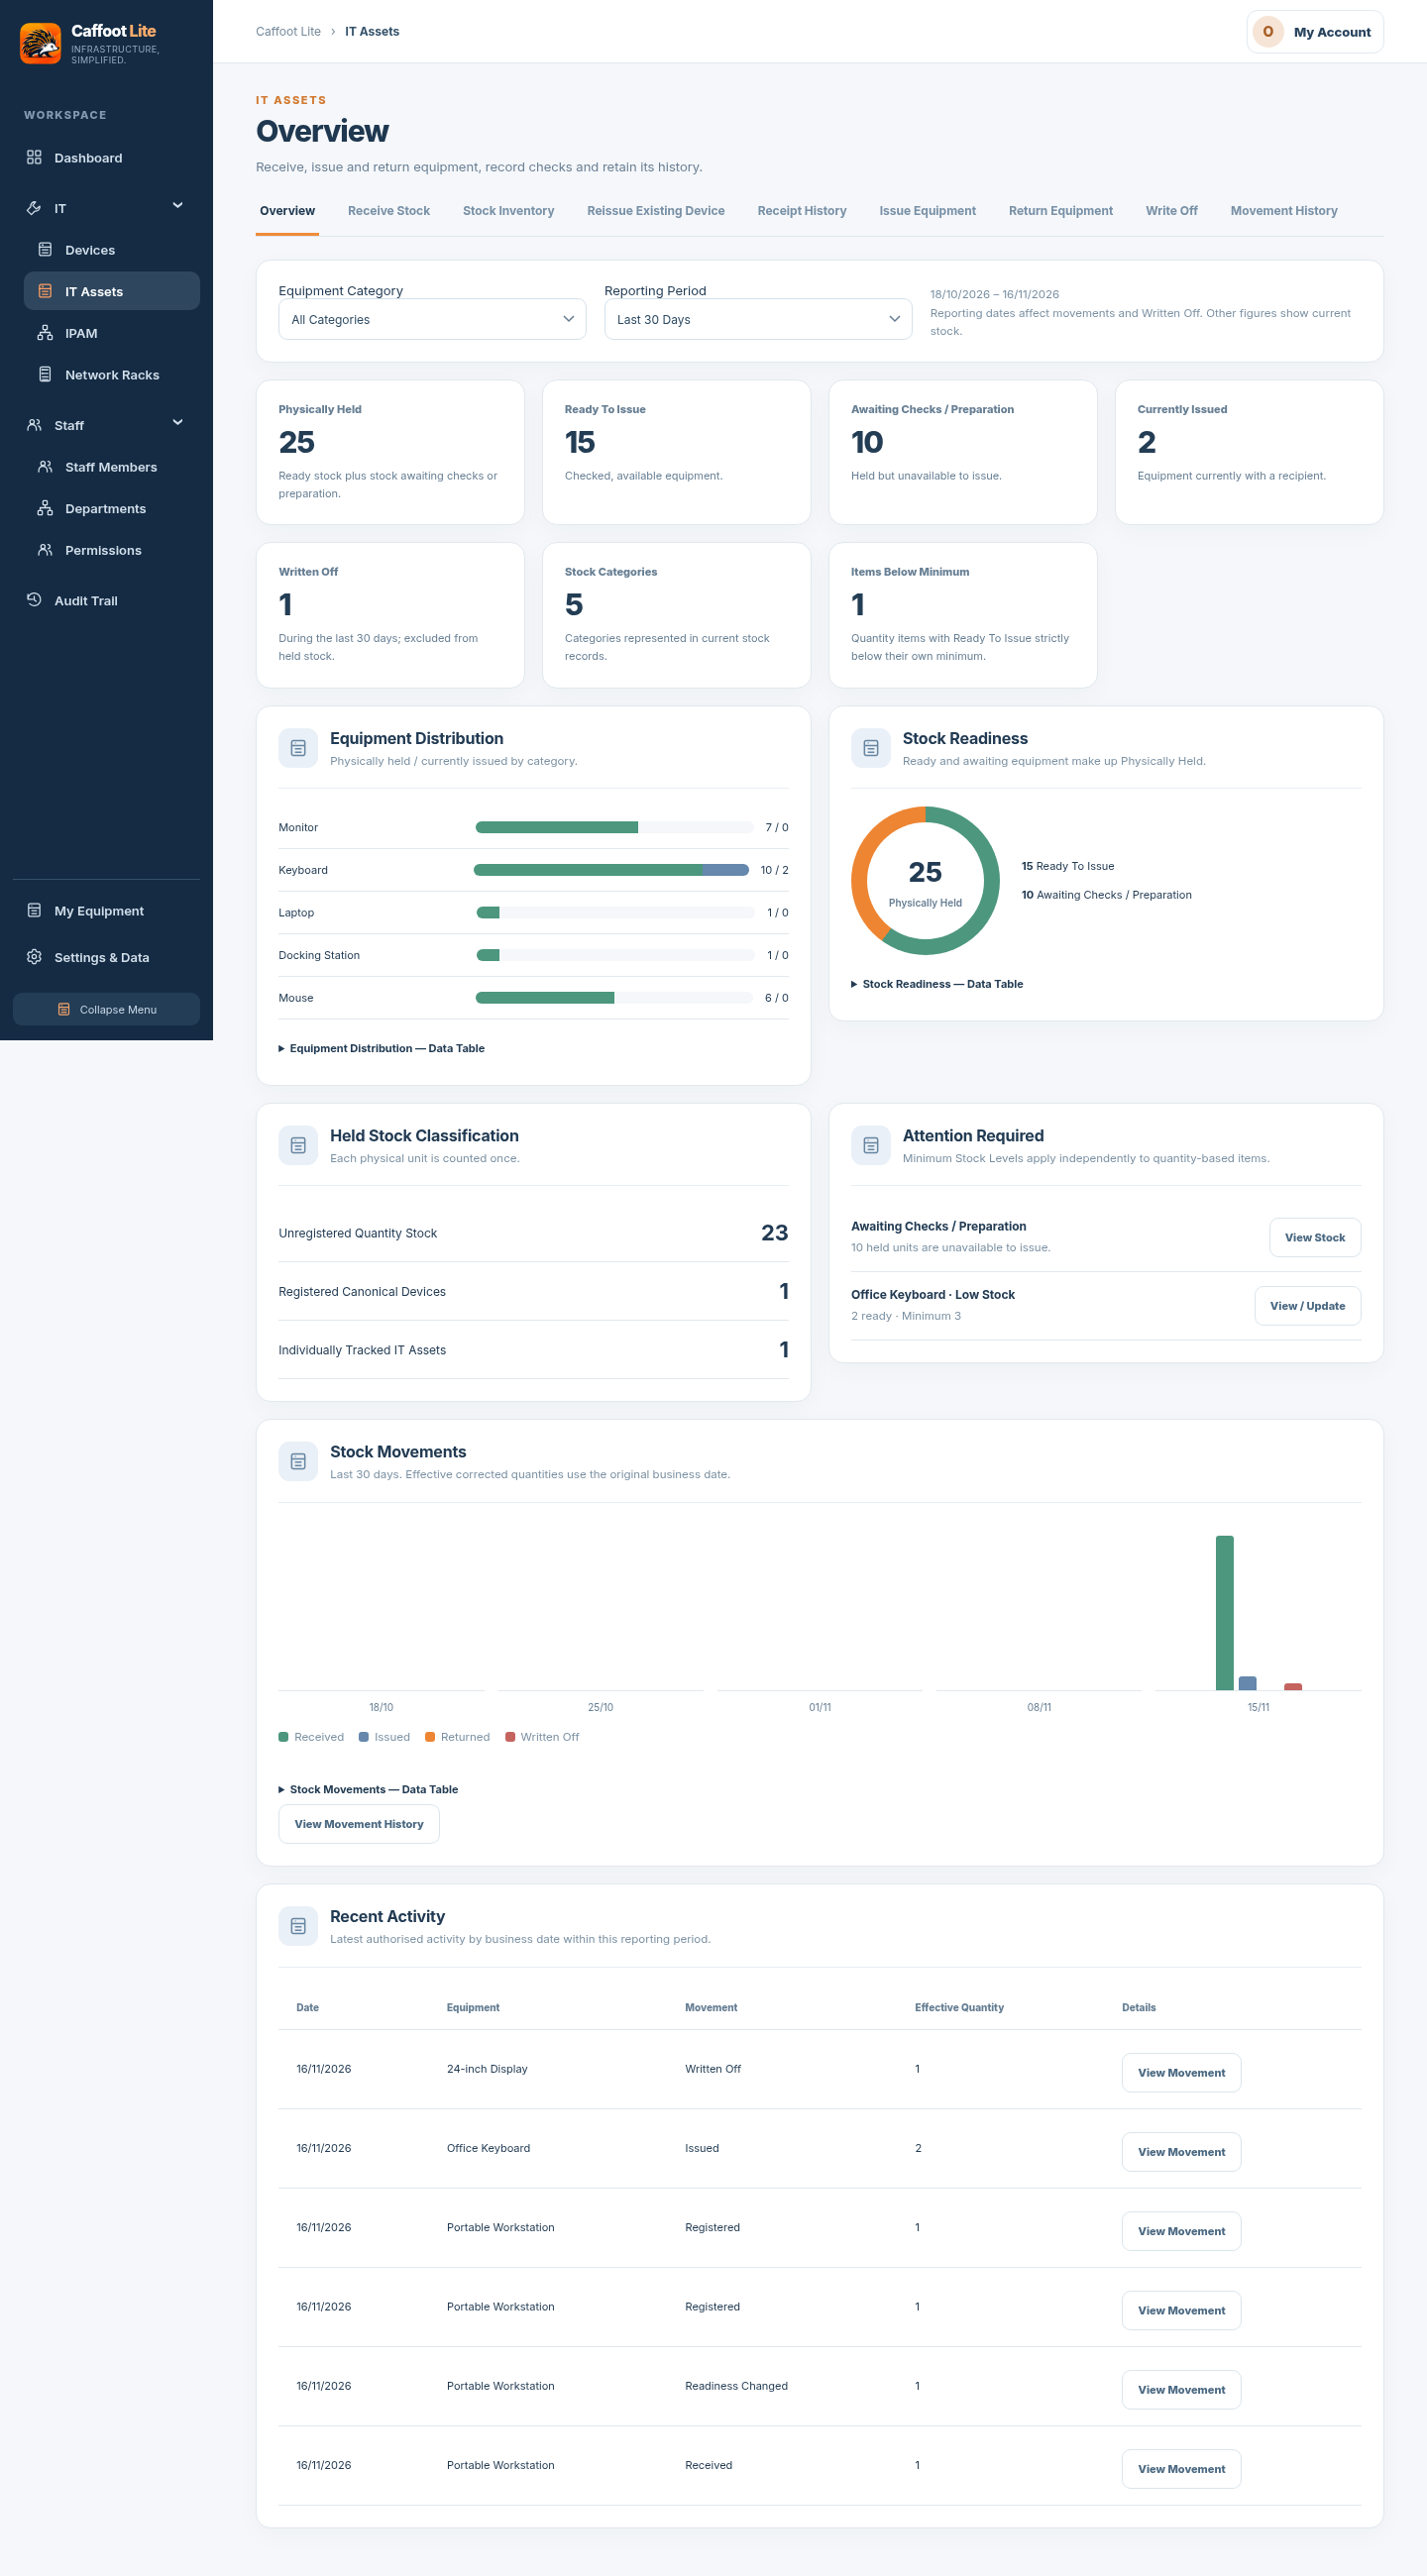 Caffoot Lite
INFRASTRUCTURE,
SIMPLIFIED.
WORKSPACE
Dashboard
IT
Devices
IT Assets
IPAM
Network Racks
Staff
Staff Members
Departments
Permissions
Audit Trail
My Equipment
Settings & Data
Collapse Menu
Caffoot Lite › IT Assets
O My Account
IT ASSETS
Overview
Receive, issue and return equipment, record checks and retain its history.
Overview Receive Stock Stock Inventory Reissue Existing Device Receipt History Issue Equipment Return Equipment Write Off Movement History
Equipment Category
All Categories
Reporting Period
Last 30 Days
18/10/2026 – 16/11/2026
Reporting dates affect movements and Written Off. Other figures show current
stock.
Physically Held
25
Ready stock plus stock awaiting checks or
preparation.
Ready To Issue
15
Checked, available equipment.
Awaiting Checks / Preparation
10
Held but unavailable to issue.
Currently Issued
2
Equipment currently with a recipient.
Written Off
1
During the last 30 days; excluded from
held stock.
Stock Categories
5
Categories represented in current stock
records.
Items Below Minimum
1
Quantity items with Ready To Issue strictly
below their own minimum.
Equipment Distribution
Physically held / currently issued by category.
Monitor 7 / 0
Keyboard 10 / 2
Laptop 1 / 0
Docking Station 1 / 0
Mouse 6 / 0
Equipment Distribution — Data Table
Stock Readiness
Ready and awaiting equipment make up Physically Held.
25
Physically Held
15 Ready To Issue
10 Awaiting Checks / Preparation
Stock Readiness — Data Table
Held Stock Classification
Each physical unit is counted once.
Unregistered Quantity Stock 23
Registered Canonical Devices 1
Individually Tracked IT Assets 1
Attention Required
Minimum Stock Levels apply independently to quantity-based items.
Awaiting Checks / Preparation
10 held units are unavailable to issue.
View Stock
Office Keyboard · Low Stock
2 ready · Minimum 3
View / Update
Stock Movements
Last 30 days. Effective corrected quantities use the original business date.
18/10 25/10 01/11 08/11 15/11
Received Issued Returned Written Off
Stock Movements — Data Table
View Movement History
Recent Activity
Latest authorised activity by business date within this reporting period.
Date Equipment Movement Effective Quantity Details
16/11/2026 24-inch Display Written Off 1 View Movement
16/11/2026 Office Keyboard Issued 2 View Movement
16/11/2026 Portable Workstation Registered 1 View Movement
16/11/2026 Portable Workstation Registered 1 View Movement
16/11/2026 Portable Workstation Readiness Changed 1 View Movement
16/11/2026 Portable Workstation Received 1 View Movement